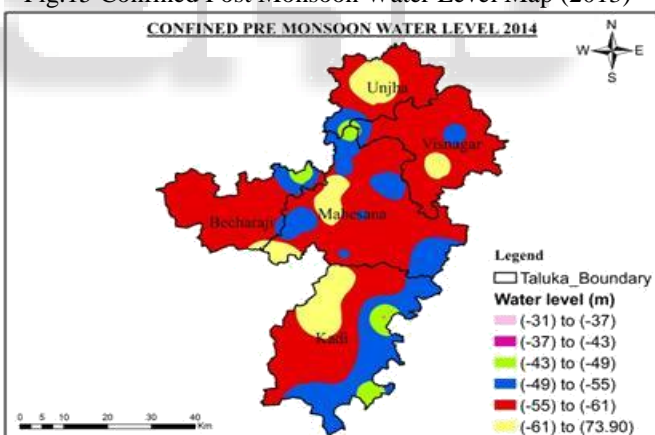 Fig.13 Confined Post Monsoon Water Level Map (2013)
CONFINED PRE MONSOON WATER LEVEL 2014
N
W E
S
Unjha
Visnagar
Mahesana
Becharaji
Kadi
Legend
Taluka_Boundary
Water level (m)
(-31) to (-37)
(-37) to (-43)
(-43) to (-49)
(-49) to (-55)
(-55) to (-61)
(-61) to (73.90)
0 5 10 20 30 40
Km